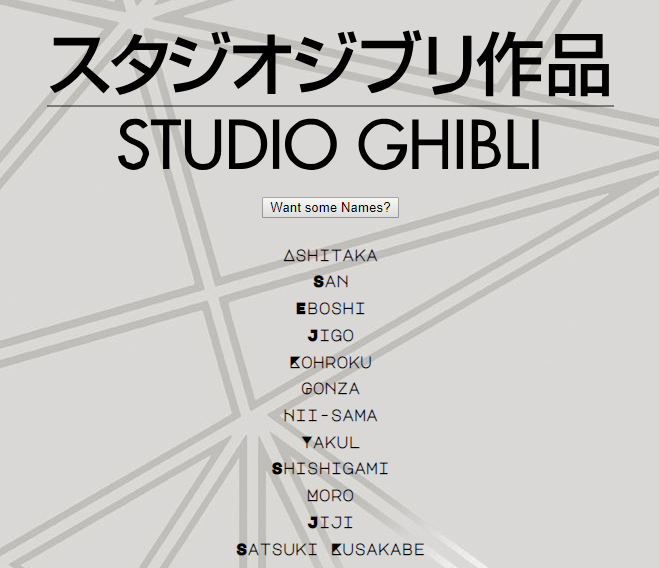 スタジオジブリ作品
STUDIO GHIBLI
Want some Names?
ASHITAKA
SAN
EBOSHI
JIGO
KOHROKU
GONZA
HII-SAMA
YAKUL
SHISHIGAMI
MORO
JIJI
SATSUKI KUSAKABE